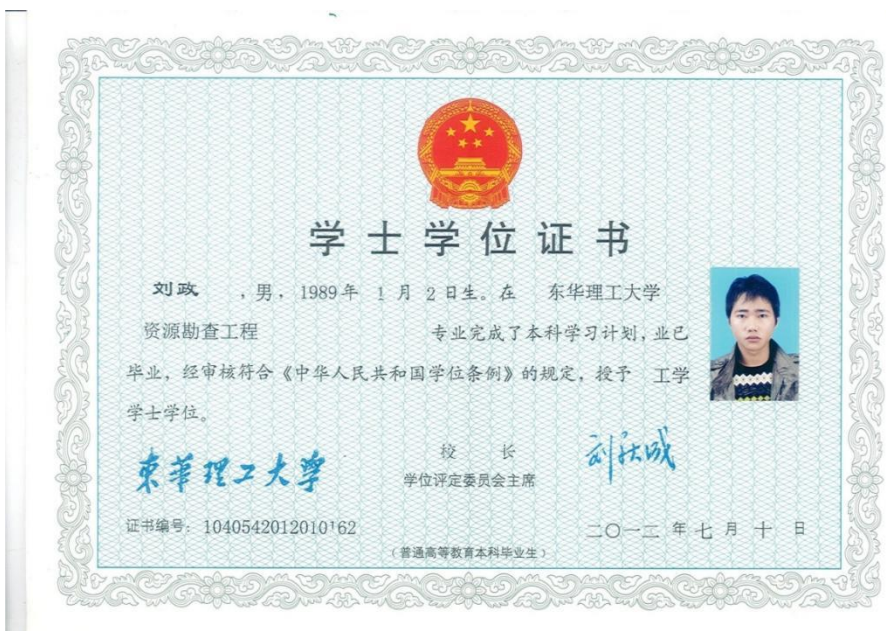 学士学位证书
刘政 ，男，1989年 1 月 2 日生。在 东华理工大学
资源勘查工程 专业完成了本科学习计划，业已
毕业，经审核符合《中华人民共和国学位条例》的规定，授予 工学
学士学位。
东华理工大学
校 长
学位评定委员会主席
证书编号：1040542012010162
二〇一二 年 七 月 十 日
（普通高等教育本科毕业生）